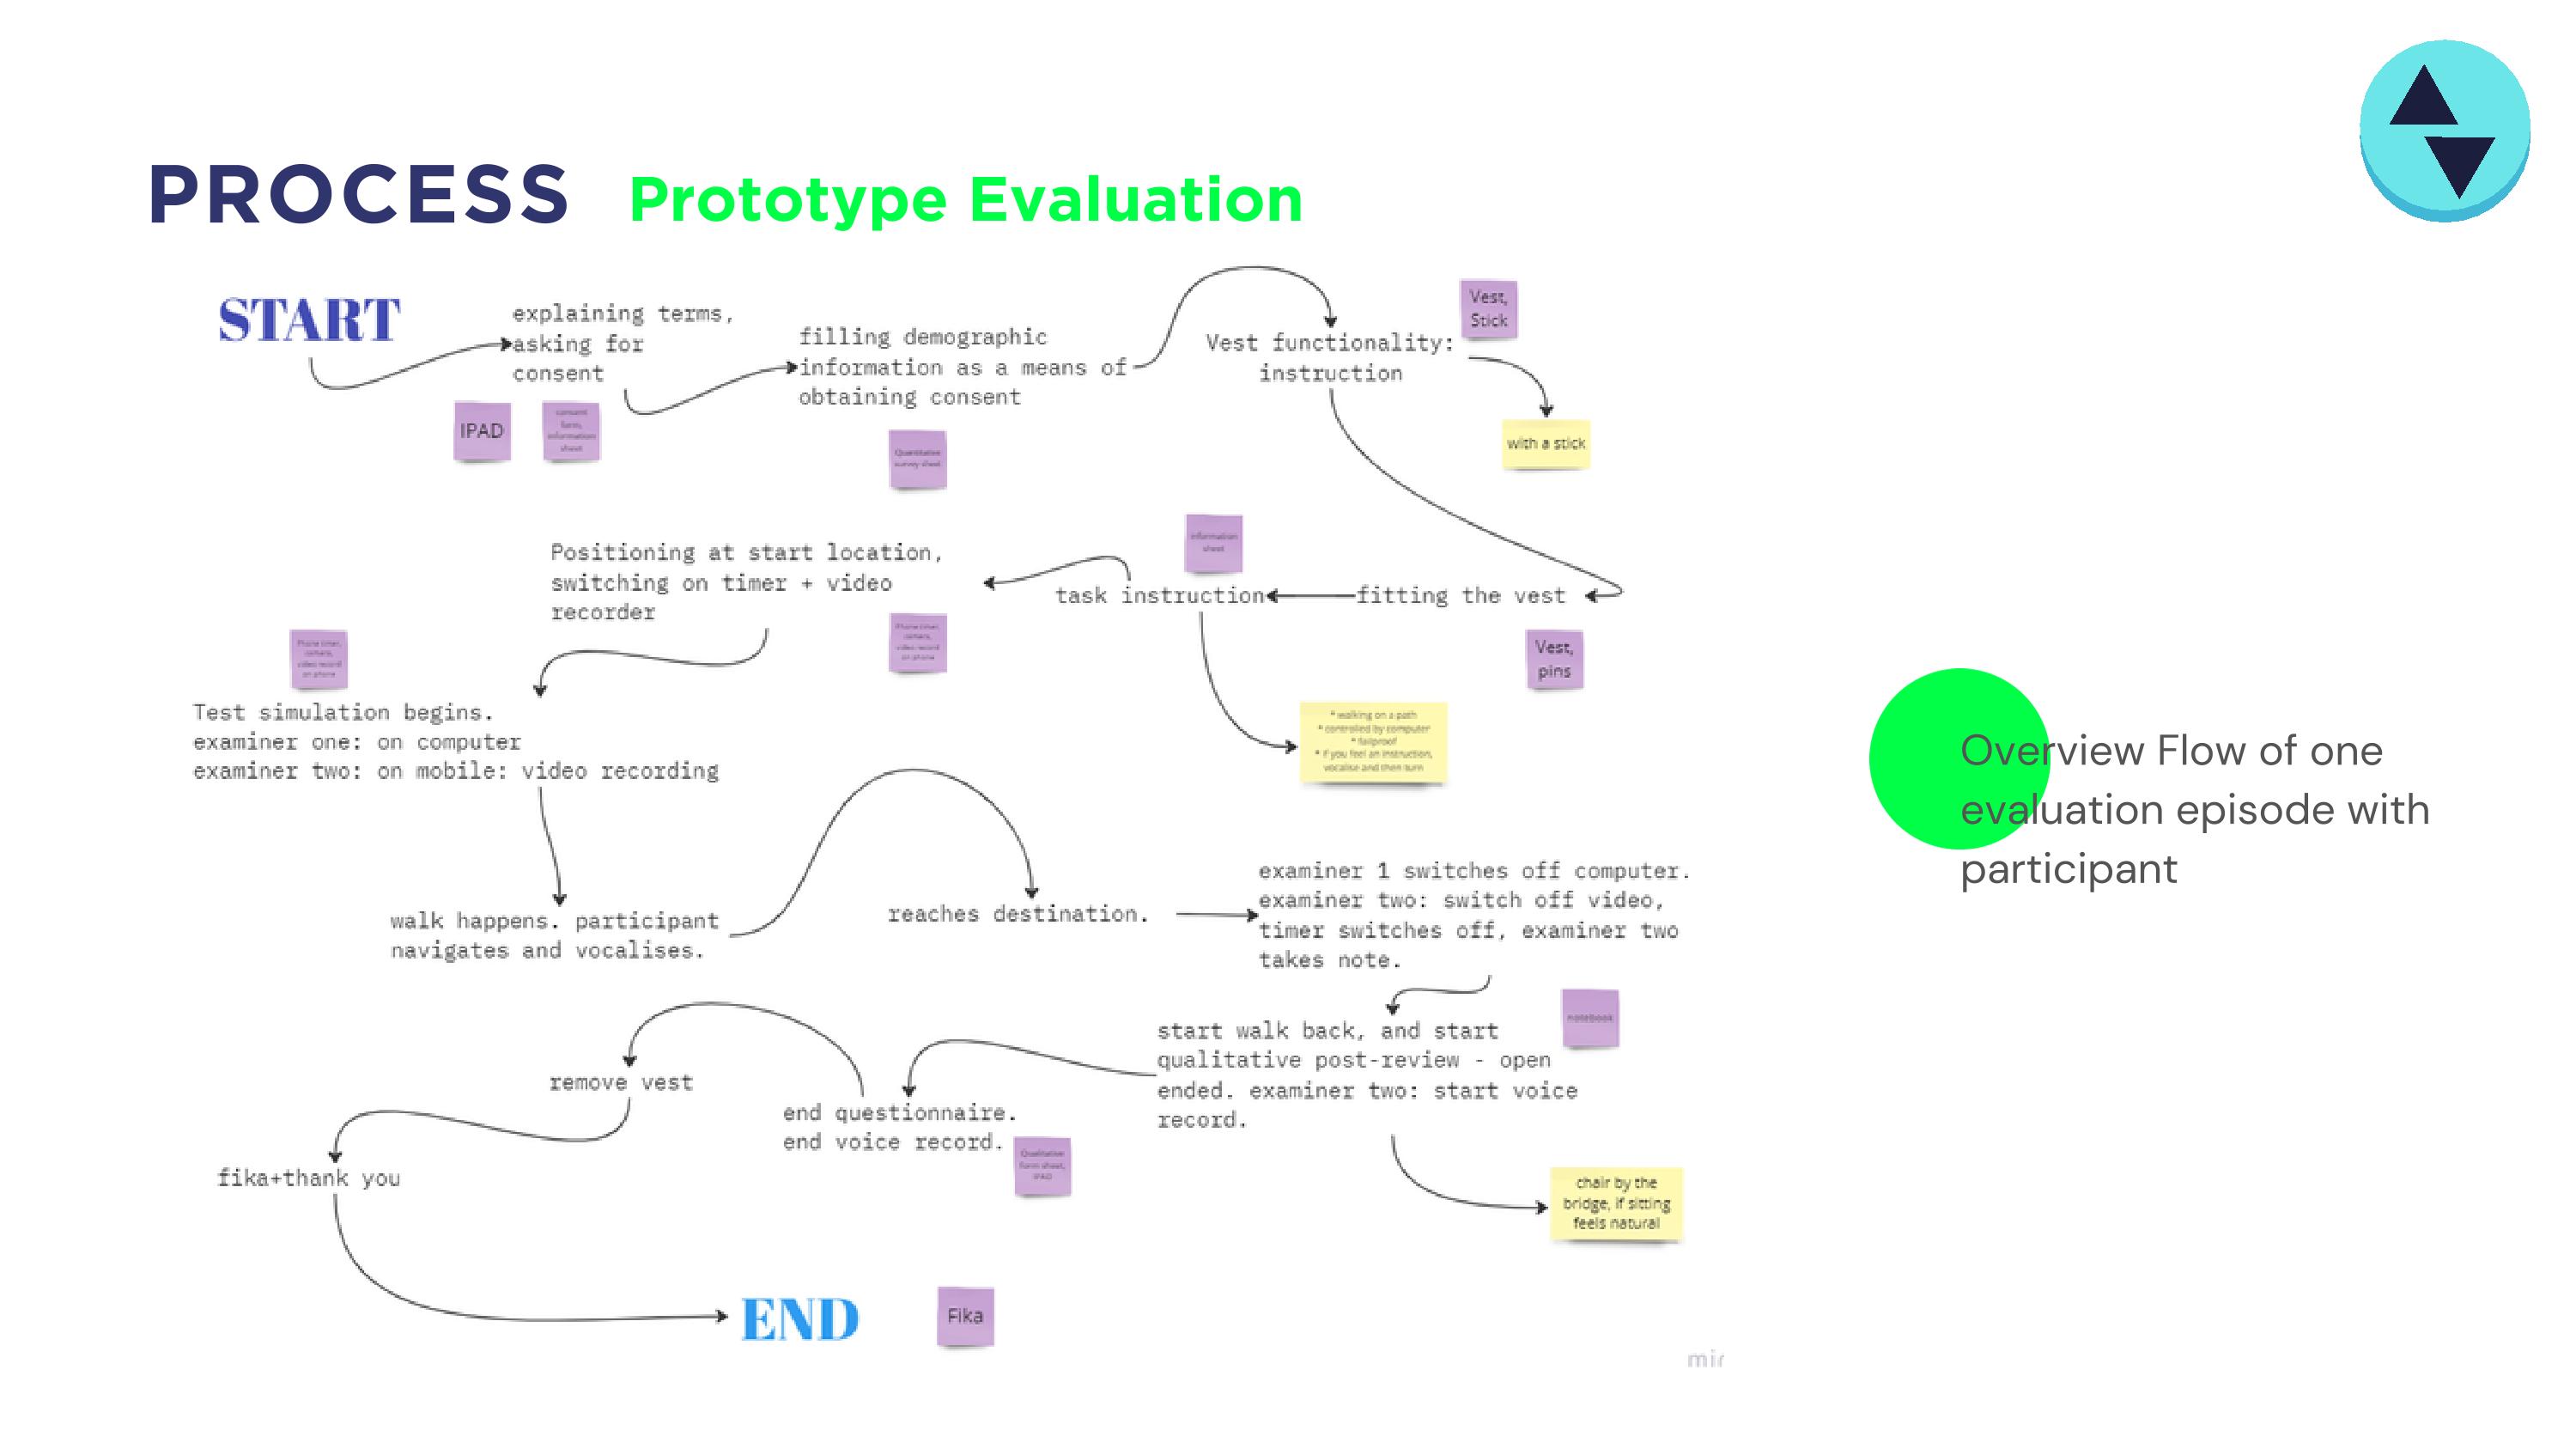 PROCESS Prototype Evaluation
START
explaining terms,
asking for
consent
IPAD
consent
form,
information
sheet
filling demographic
information as a means of
obtaining consent
Quantitative
survey sheet
Vest functionality:
instruction
Vest,
Stick
with a stick
fitting the vest
Vest,
pins
task instruction
information
sheet
* walking on a path
* controlled by computer
* failproof
* if you feel an instruction,
vocalise and then turn
Positioning at start location,
switching on timer + video
recorder
Phone timer,
camera,
video record
on phone
Phone timer,
camera,
video record
on phone
Test simulation begins.
examiner one: on computer
examiner two: on mobile: video recording
walk happens. participant
navigates and vocalises.
reaches destination.
examiner 1 switches off computer.
examiner two: switch off video,
timer switches off, examiner two
takes note.
notebook
start walk back, and start
qualitative post-review - open
ended. examiner two: start voice
record.
chair by the
bridge, if sitting
feels natural
end questionnaire.
end voice record.
Qualitative
form sheet,
IPAD
remove vest
fika+thank you
END
Fika
mir
Overview Flow of one
evaluation episode with
participant